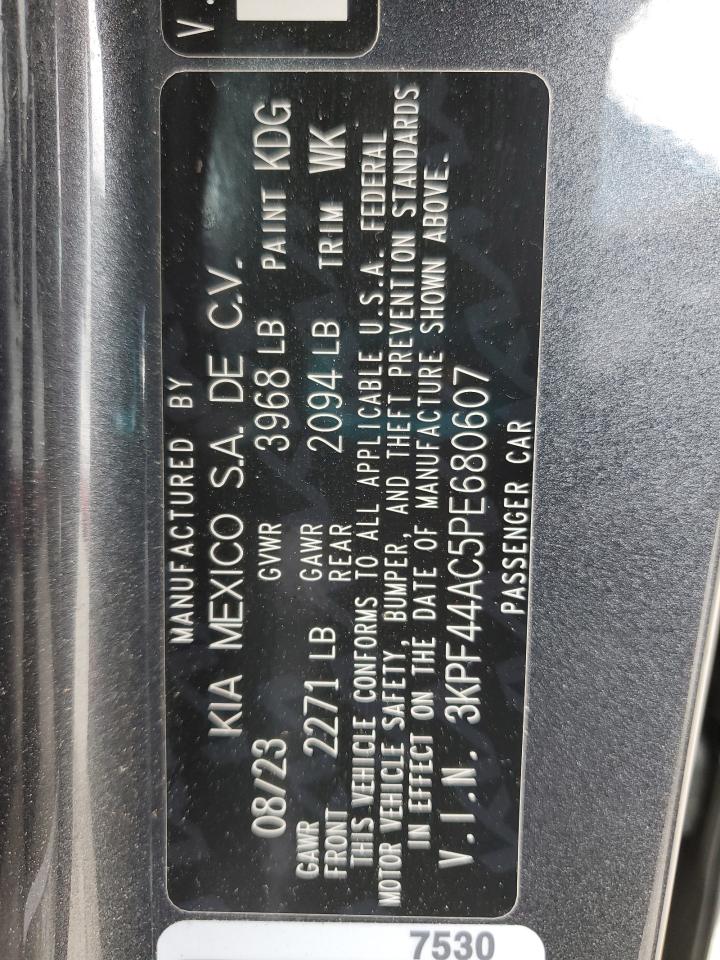 V.
MANUFACTURED BY
KIA MEXICO S.A. DE C.V.
08/23 GVWR 3968 LB PAINT KDG
GAWR FRONT 2271 LB GAWR REAR 2094 LB TRIM WK
THIS VEHICLE CONFORMS TO ALL APPLICABLE U.S.A. FEDERAL
MOTOR VEHICLE SAFETY, BUMPER, AND THEFT PREVENTION STANDARDS
IN EFFECT ON THE DATE OF MANUFACTURE SHOWN ABOVE.
V.I.N. 3KPF44AC5PE680607
PASSENGER CAR
7530